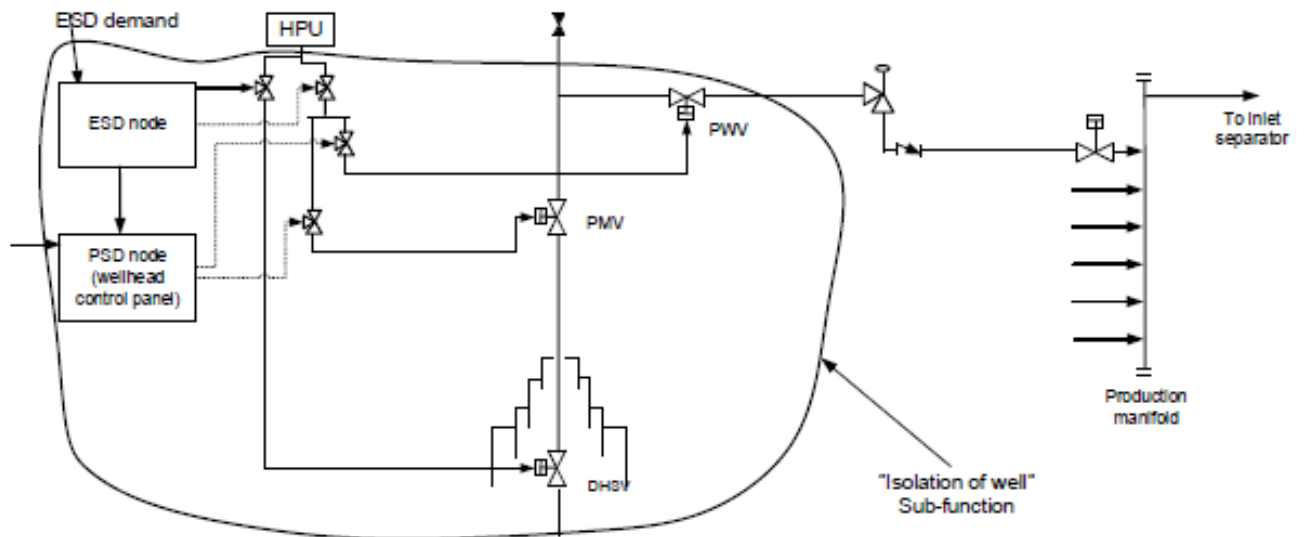 ESD demand
HPU
ESD node
PWV
To inlet
separator
PMV
PSD node
(wellhead
control panel)
Production
manifold
DHSV
"Isolation of well"
Sub-function